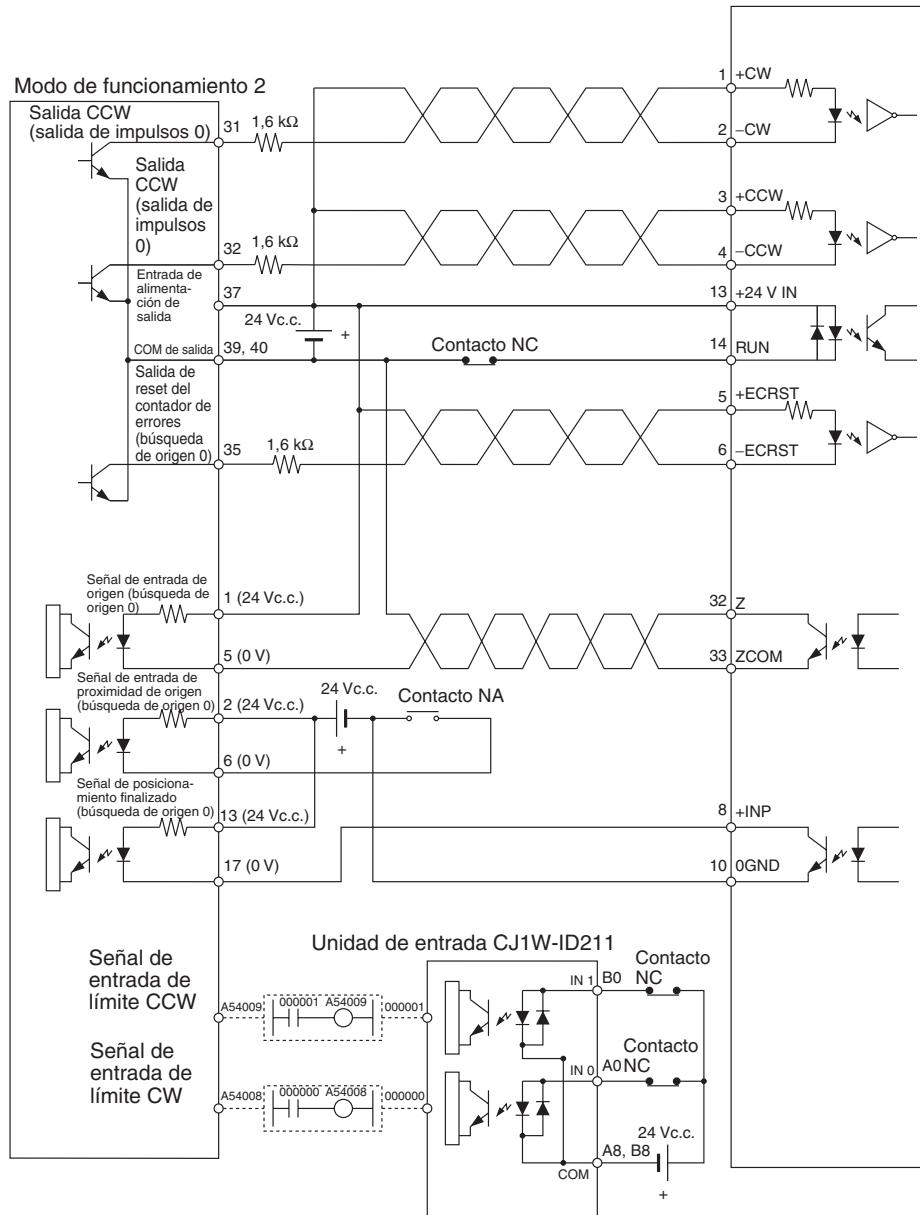 Modo de funcionamiento 2
Salida CCW
(salida de impulsos 0)
31
1,6 kΩ
1
+CW
2
–CW
Salida
CCW
(salida de
impulsos
0)
32
1,6 kΩ
3
+CCW
4
–CCW
Entrada de
alimenta-
ción de
salida
37
24 Vc.c.
+
13
+24 V IN
COM de salida
39, 40
Contacto NC
14
RUN
Salida de
reset del
contador de
errores
(búsqueda
de origen 0)
35
1,6 kΩ
5
+ECRST
6
–ECRST
Señal de entrada de
origen (búsqueda de
origen 0)
1 (24 Vc.c.)
5 (0 V)
32
Z
33
ZCOM
Señal de entrada de
proximidad de origen
(búsqueda de origen 0)
2 (24 Vc.c.)
24 Vc.c.
+
Contacto NA
6 (0 V)
Señal de posiciona-
miento finalizado
(búsqueda de origen 0)
13 (24 Vc.c.)
17 (0 V)
8
+INP
10
0GND
Unidad de entrada CJ1W-ID211
Señal de
entrada de
límite CCW
A54009
000001 A54009
000001
IN 1
B0
Contacto
NC
Señal de
entrada de
límite CW
A54008
000000 A54008
000000
IN 0
A0
Contacto
NC
24 Vc.c.
A8, B8
COM
+